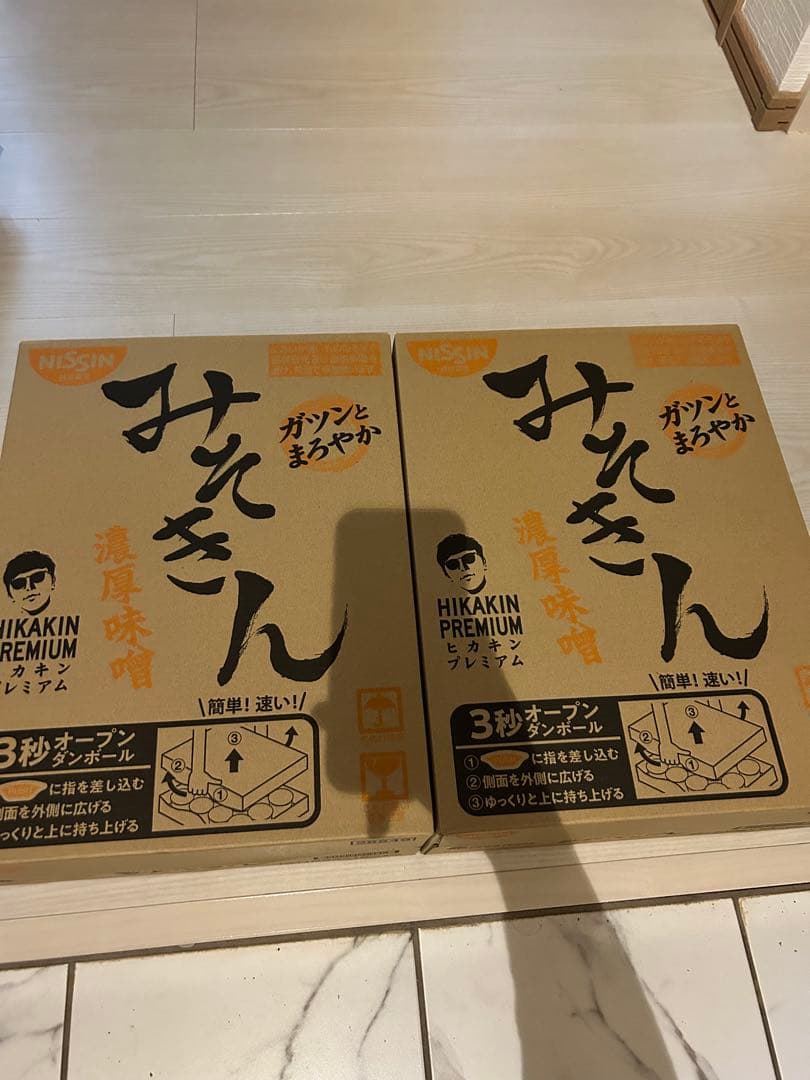 NISSIN
みそきん
ガツンと
まろやか
濃厚味噌
HIKAKIN
PREMIUM
カキン
プレミアム
\簡単!速い!/
3秒オープン
ダンボール
③
②
①
に指を差し込む
側面を外側に広げる
ゆっくりと上に持ち上げる
NISSIN
みそきん
ガツンと
まろやか
濃厚味噌
HIKAKIN
PREMIUM
ヒカキン
プレミアム
\簡単!速い!/
3秒オープン
ダンボール
③
②
①
①に指を差し込む
②側面を外側に広げる
③ゆっくりと上に持ち上げる